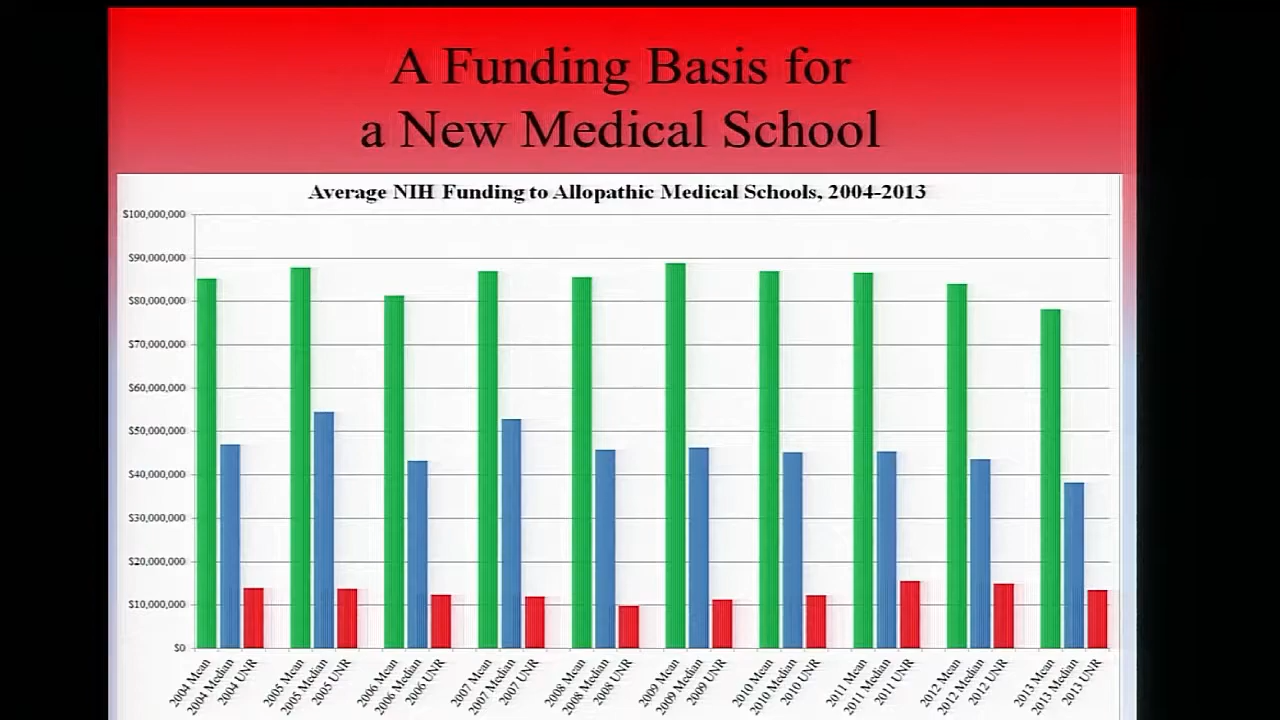 A Funding Basis for
a New Medical School
Average NIH Funding to Allopathic Medical Schools, 2004-2013
$100,000,000
$90,000,000
$80,000,000
$70,000,000
$60,000,000
$50,000,000
$40,000,000
$30,000,000
$20,000,000
$10,000,000
$0
2004 Mean
2004 Median
2004 UNR
2005 Mean
2005 Median
2005 UNR
2006 Mean
2006 Median
2006 UNR
2007 Mean
2007 Median
2007 UNR
2008 Mean
2008 Median
2008 UNR
2009 Mean
2009 Median
2009 UNR
2010 Mean
2010 Median
2010 UNR
2011 Mean
2011 Median
2011 UNR
2012 Mean
2012 Median
2012 UNR
2013 Mean
2013 Median
2013 UNR